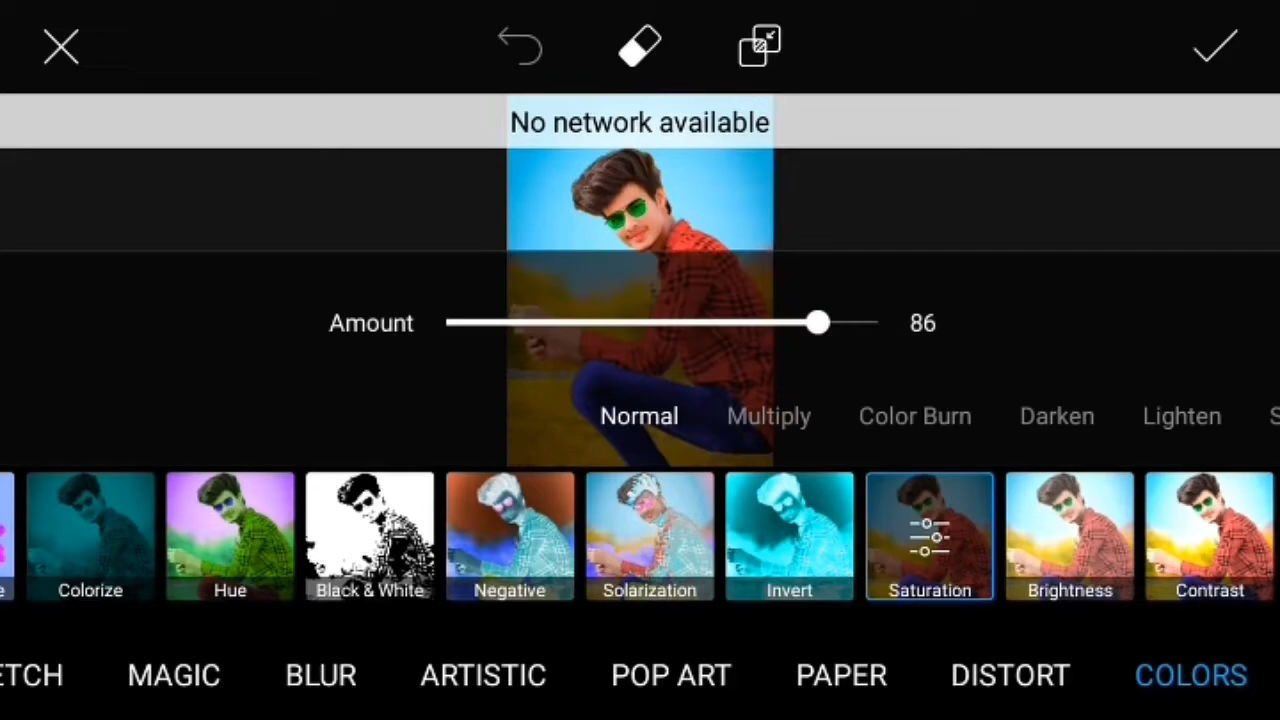 No network available
Amount 86
Normal Multiply Color Burn Darken Lighten S
e Colorize Hue Black & White Negative Solarization Invert Saturation Brightness Contrast
ETCH MAGIC BLUR ARTISTIC POP ART PAPER DISTORT COLORS